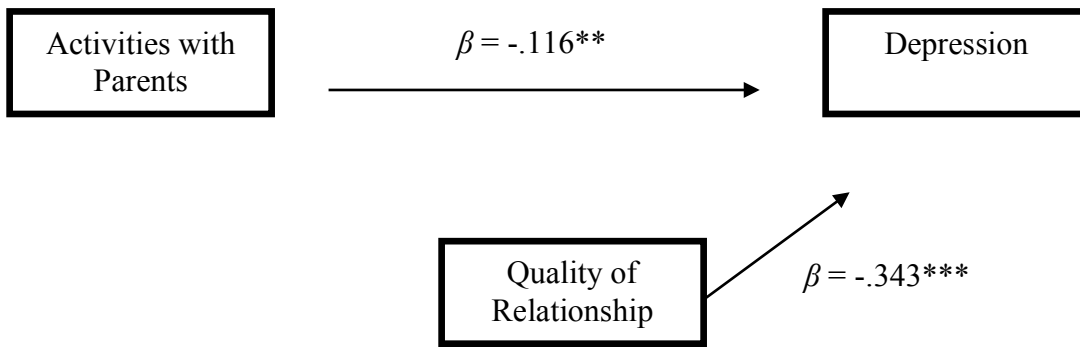 Activities with
Parents
β = -.116**
Depression
Quality of
Relationship
β = -.343***